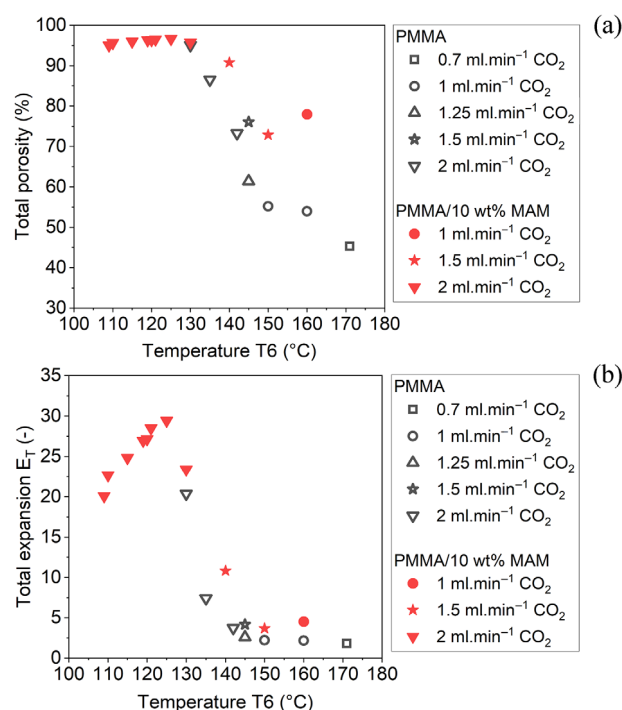 (a)
100
90
80
70
60
50
40
30
Total porosity (%)
100 110 120 130 140 150 160 170 180
Temperature T6 (°C)
PMMA
0.7 ml.min⁻¹ CO₂
1 ml.min⁻¹ CO₂
1.25 ml.min⁻¹ CO₂
1.5 ml.min⁻¹ CO₂
2 ml.min⁻¹ CO₂
PMMA/10 wt% MAM
1 ml.min⁻¹ CO₂
1.5 ml.min⁻¹ CO₂
2 ml.min⁻¹ CO₂
(b)
35
30
25
20
15
10
5
0
Total expansion E_T (-)
100 110 120 130 140 150 160 170 180
Temperature T6 (°C)
PMMA
0.7 ml.min⁻¹ CO₂
1 ml.min⁻¹ CO₂
1.25 ml.min⁻¹ CO₂
1.5 ml.min⁻¹ CO₂
2 ml.min⁻¹ CO₂
PMMA/10 wt% MAM
1 ml.min⁻¹ CO₂
1.5 ml.min⁻¹ CO₂
2 ml.min⁻¹ CO₂